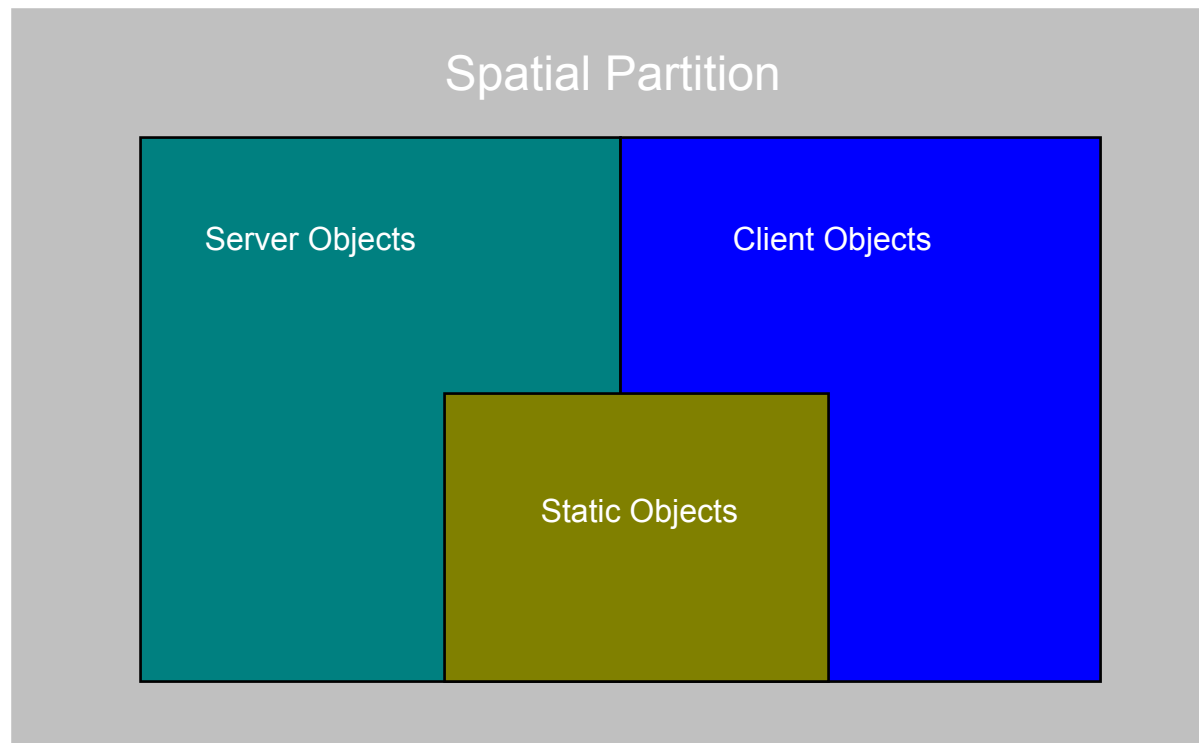 Spatial Partition
Server Objects
Client Objects
Static Objects